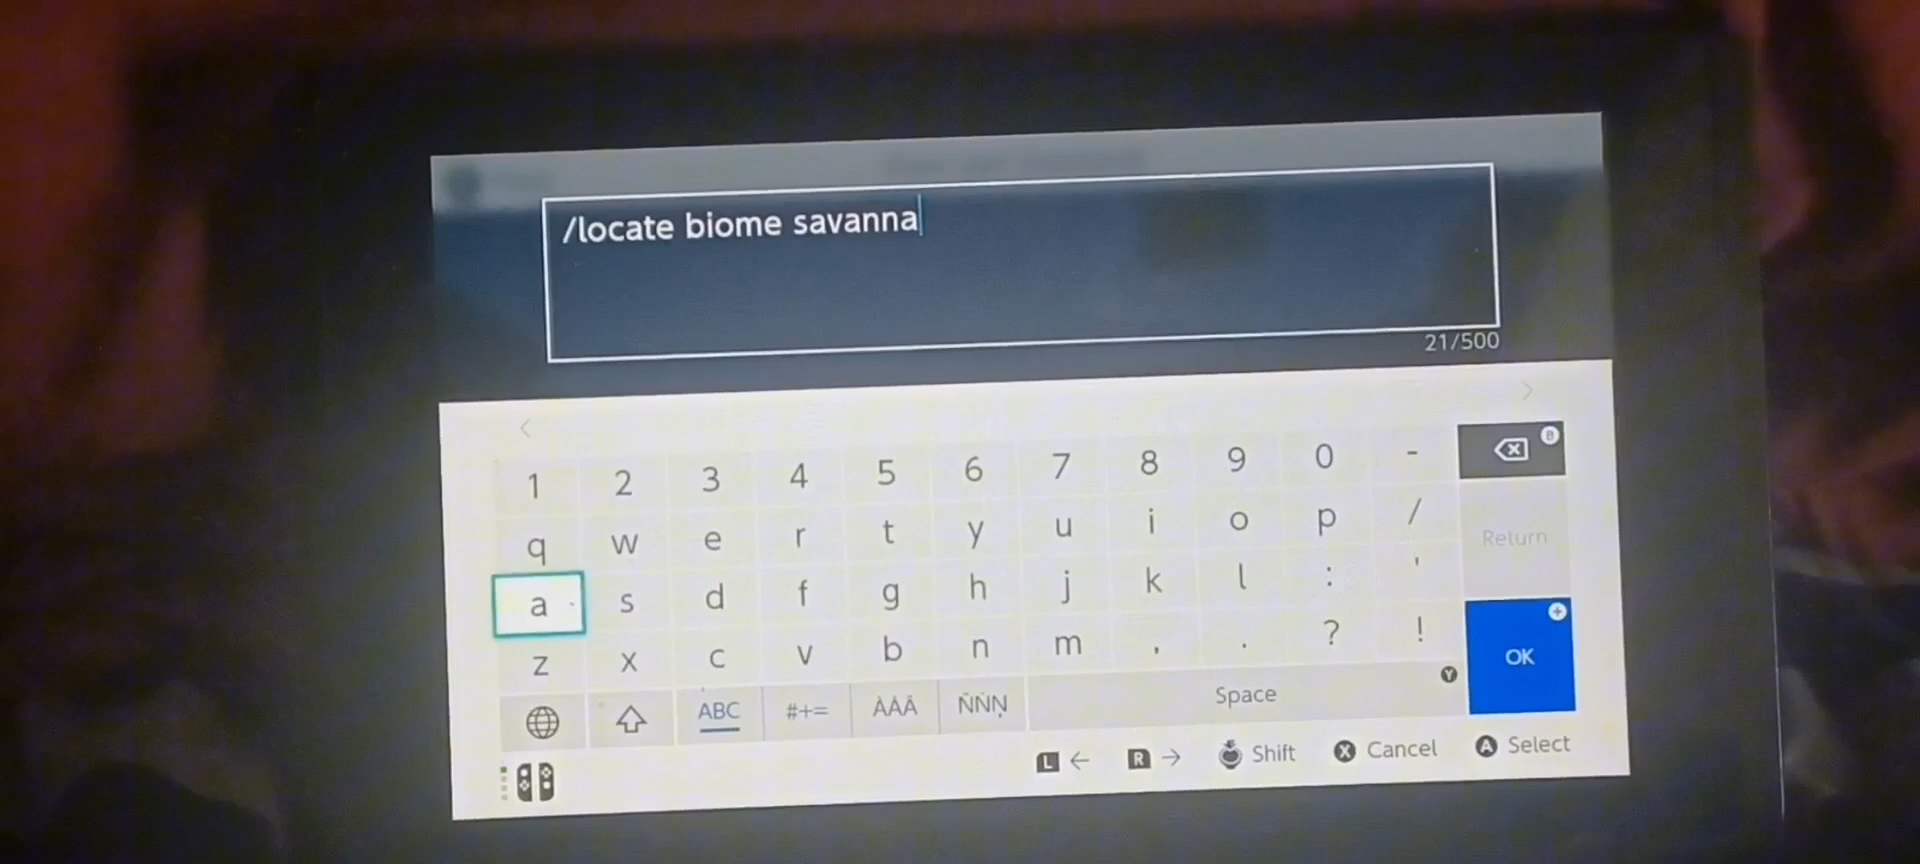 /locate biome savanna
21/500
< >
1 2 3 4 5 6 7 8 9 0 - B
q w e r t y u i o p / Return
a s d f g h j k l : '
z x c v b n m , . ? ! + OK
ABC #+= ÀÁÂ ÑŃŅ Space Y
L ← R → Shift X Cancel A Select